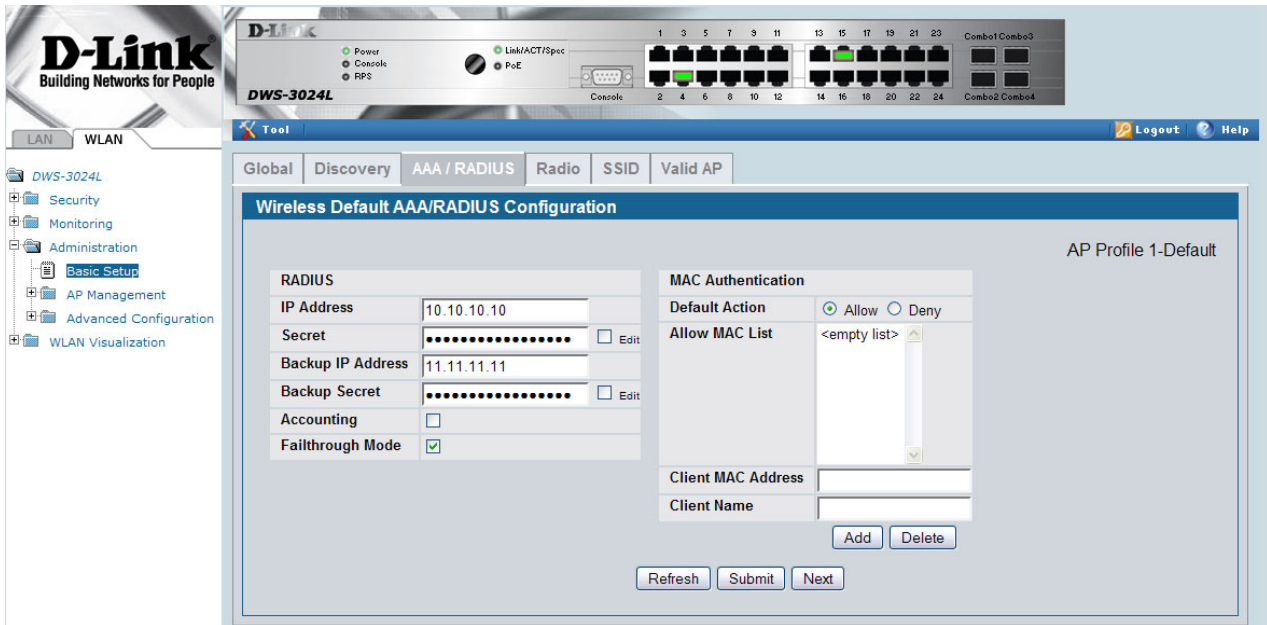 D-Link
Building Networks for People
D-Link
Power
Console
RPS
Link/ACT/Spec
PoE
DWS-3024L
Console
1 3 5 7 9 11 13 15 17 19 21 23
2 4 6 8 10 12 14 16 18 20 22 24
Combo1 Combo3
Combo2 Combo4
LAN WLAN
Tool
Logout Help
DWS-3024L
Security
Monitoring
Administration
Basic Setup
AP Management
Advanced Configuration
WLAN Visualization
Global Discovery AAA / RADIUS Radio SSID Valid AP
Wireless Default AAA/RADIUS Configuration
AP Profile 1-Default
RADIUS
IP Address 10.10.10.10
Secret ••••••••••••••••• Edit
Backup IP Address 11.11.11.11
Backup Secret ••••••••••••••••• Edit
Accounting
Failthrough Mode
MAC Authentication
Default Action Allow Deny
Allow MAC List <empty list>
Client MAC Address
Client Name
Add Delete
Refresh Submit Next